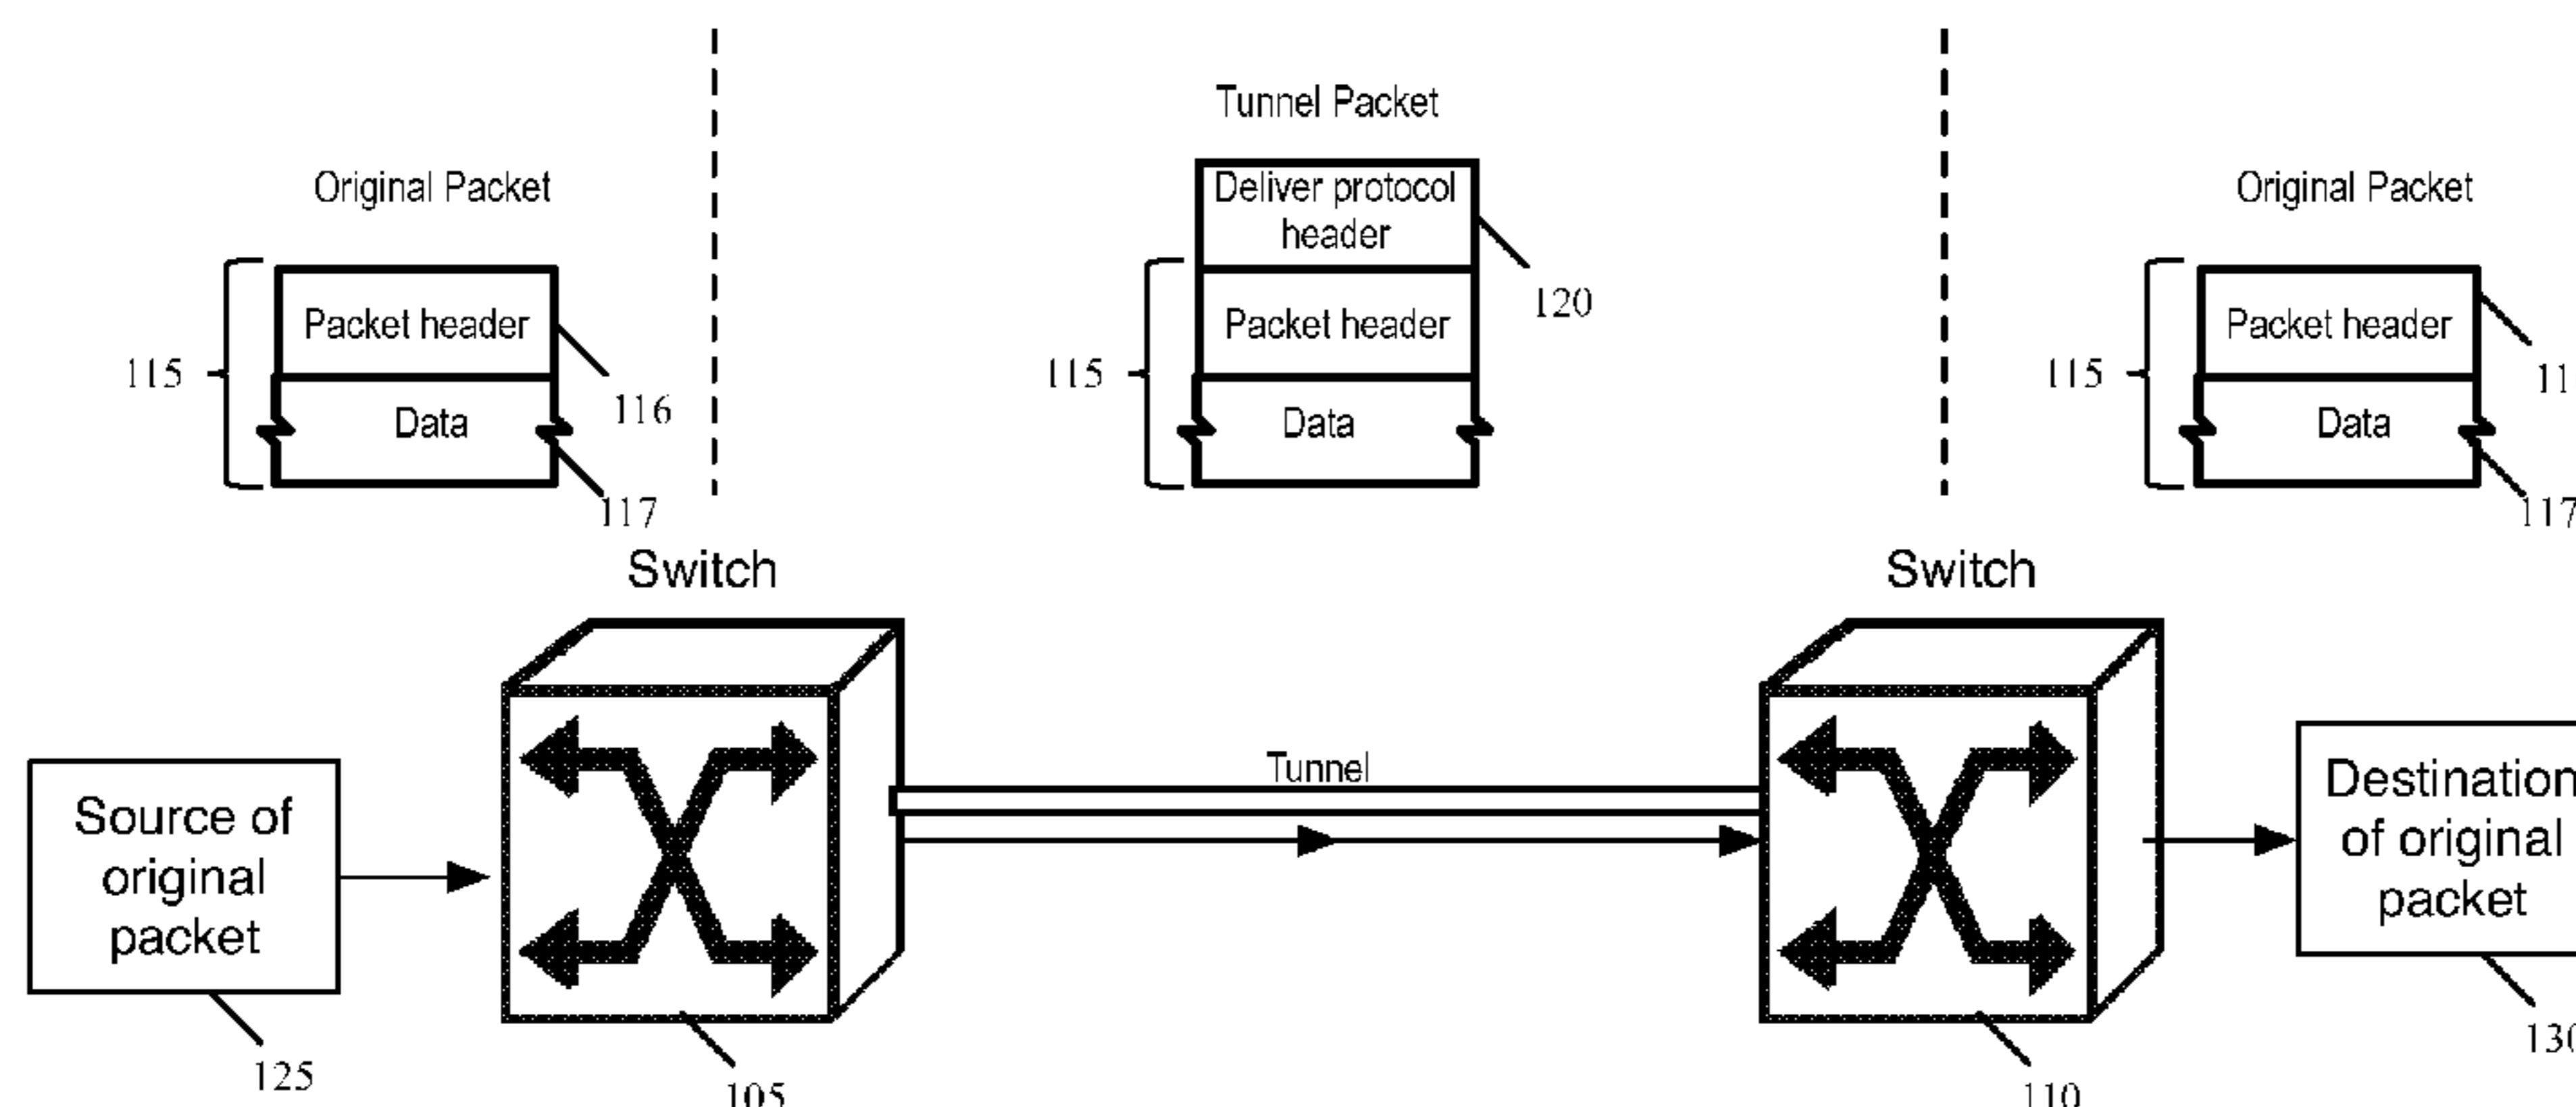 Tunnel Packet
Original Packet
Deliver protocol
header
Original Packet
120
Packet header
Packet header
Packet header
115
115
115
116
11
Data
Data
Data
117
117
Switch
Switch
Tunnel
Source of
original
packet
Destination
of original
packet
125
105
110
130